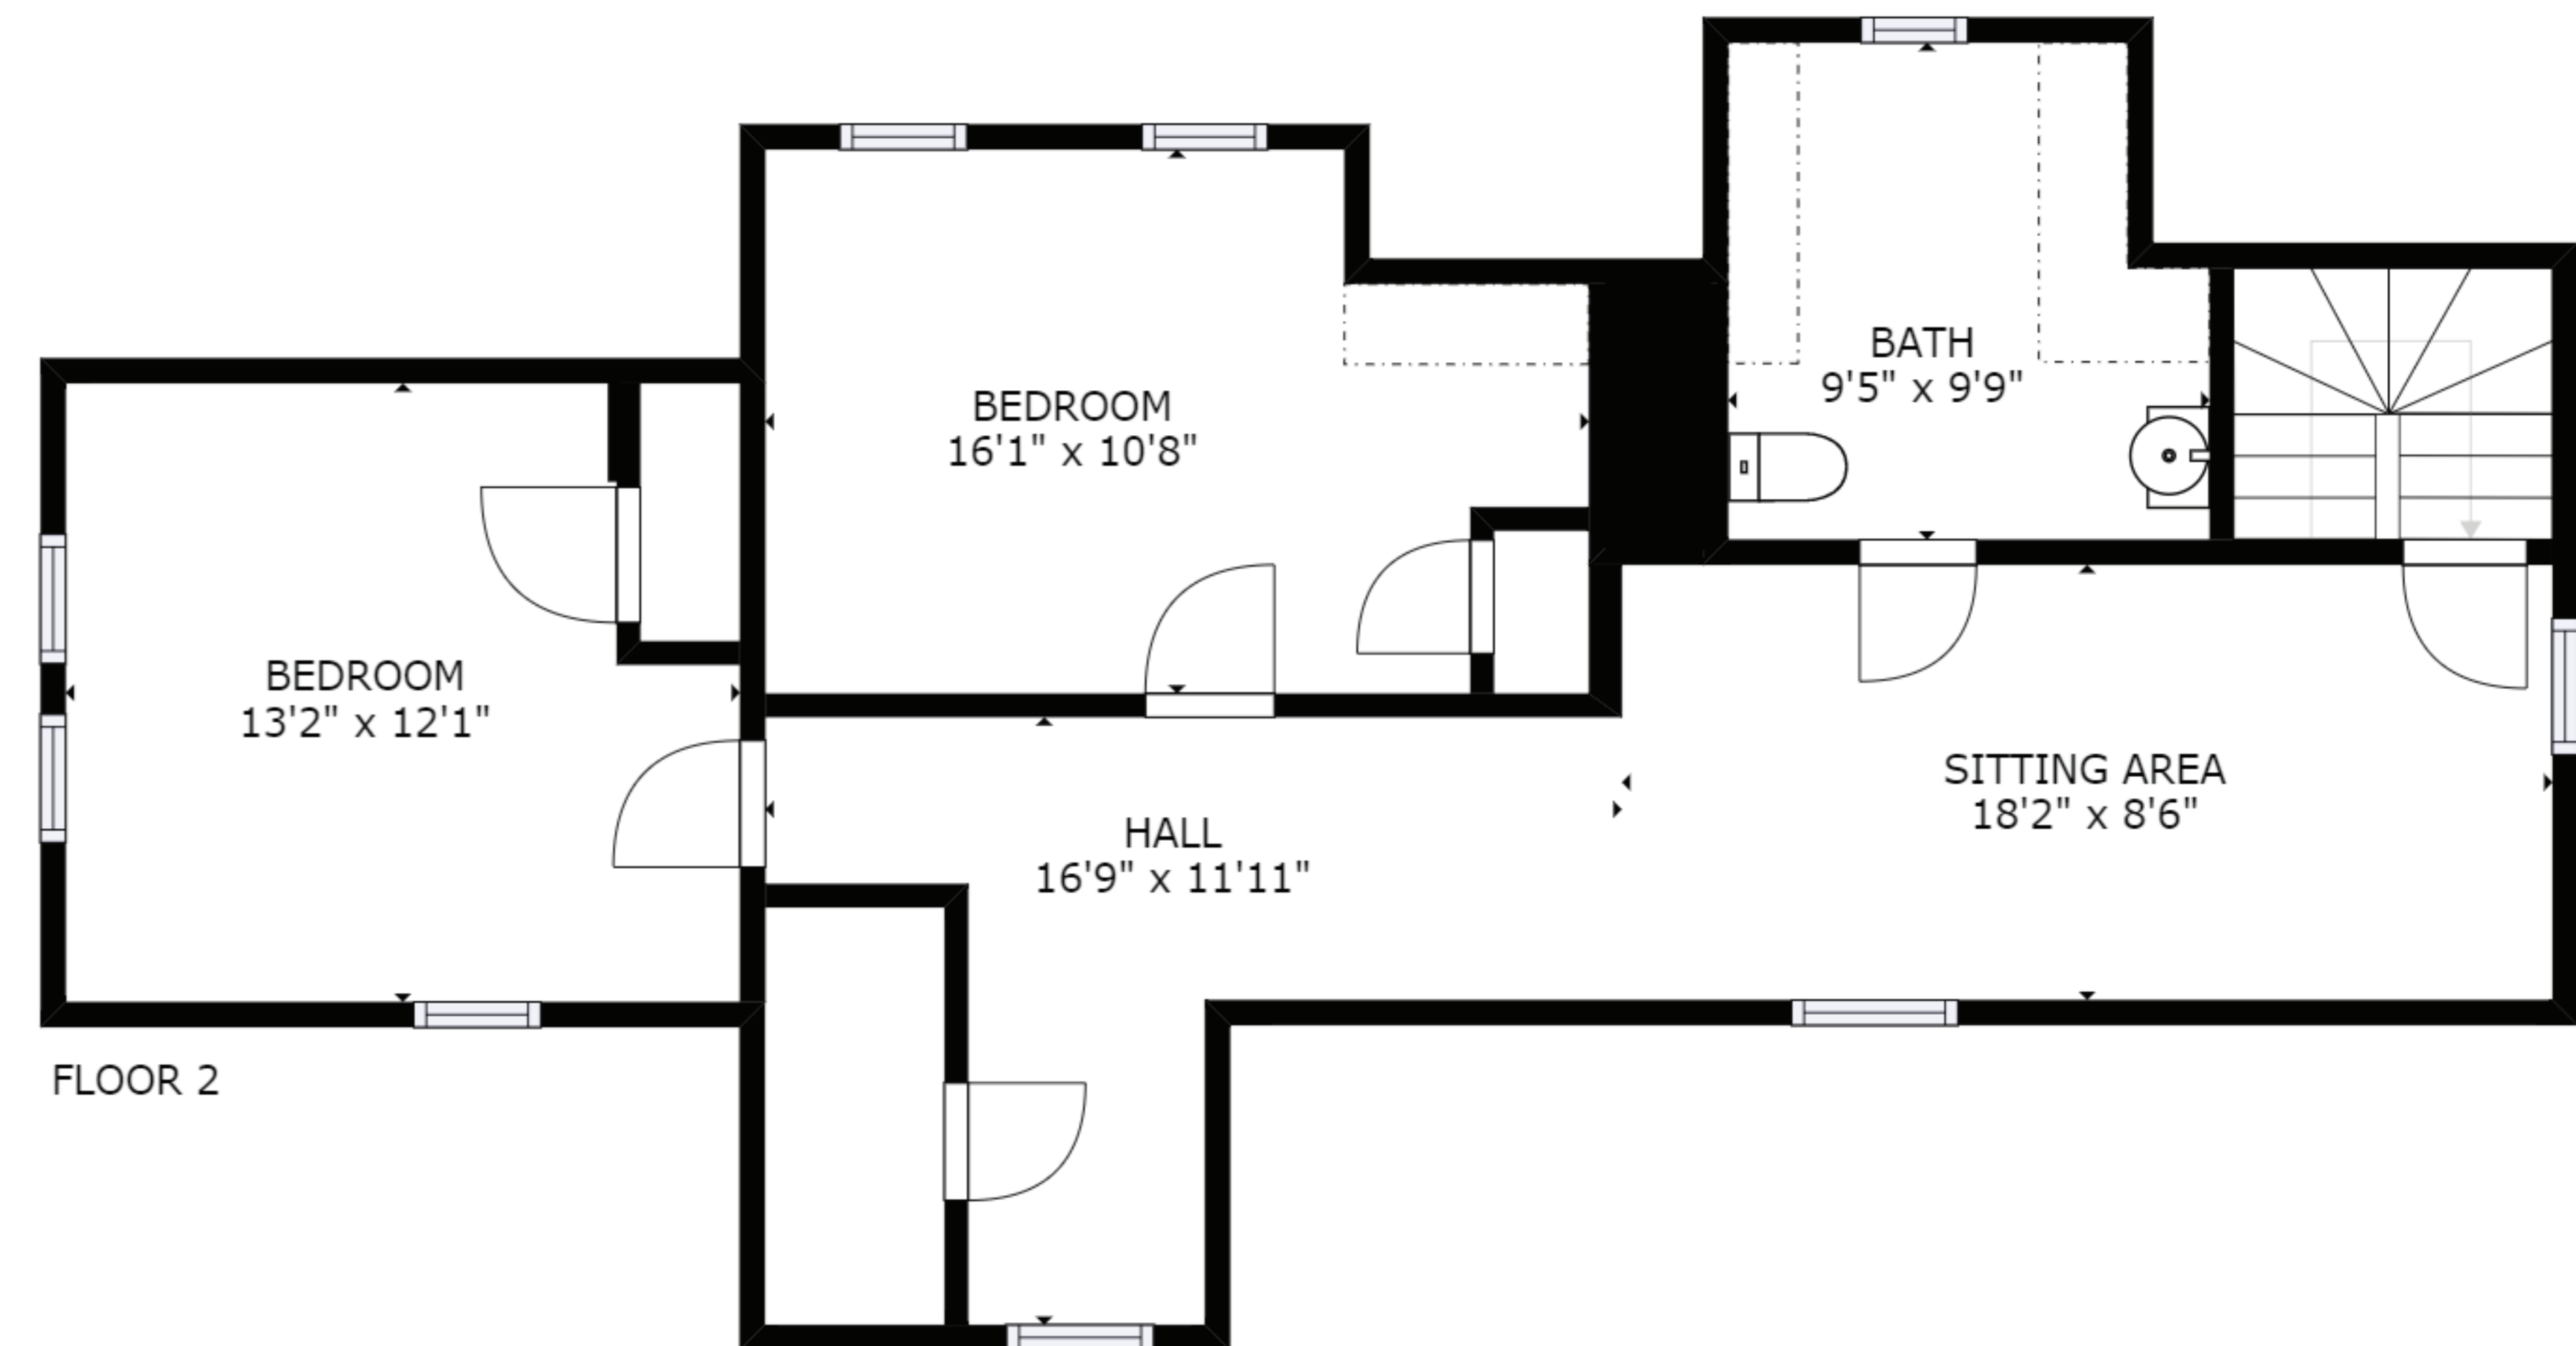 BATH
9'5" x 9'9"
BEDROOM
16'1" x 10'8"
BEDROOM
13'2" x 12'1"
SITTING AREA
18'2" x 8'6"
HALL
16'9" x 11'11"
FLOOR 2